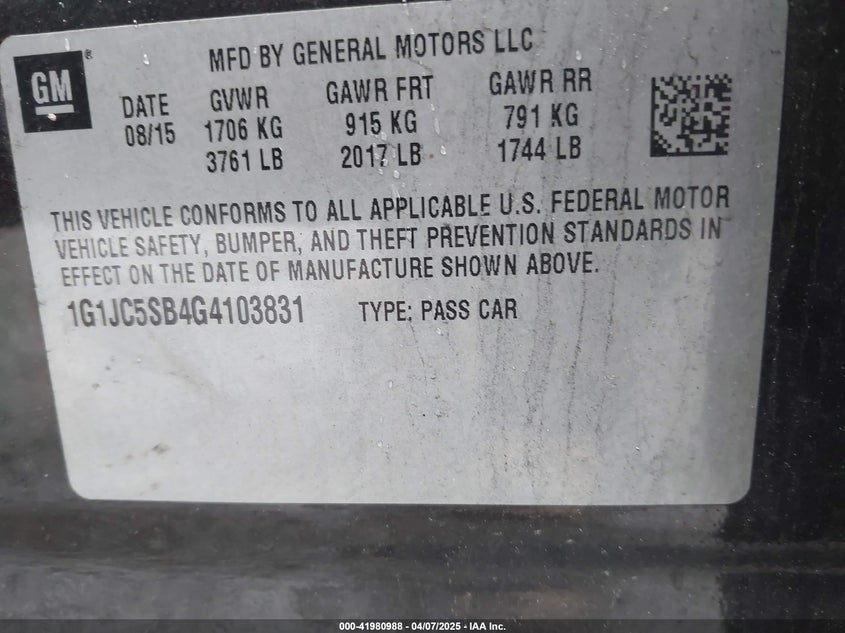 MFD BY GENERAL MOTORS LLC
GM ®
DATE GVWR GAWR FRT GAWR RR
08/15 1706 KG 915 KG 791 KG
3761 LB 2017 LB 1744 LB
THIS VEHICLE CONFORMS TO ALL APPLICABLE U.S. FEDERAL MOTOR
VEHICLE SAFETY, BUMPER, AND THEFT PREVENTION STANDARDS IN
EFFECT ON THE DATE OF MANUFACTURE SHOWN ABOVE.
1G1JC5SB4G4103831 TYPE: PASS CAR
000-41980988 - 04/07/2025 - IAA Inc.